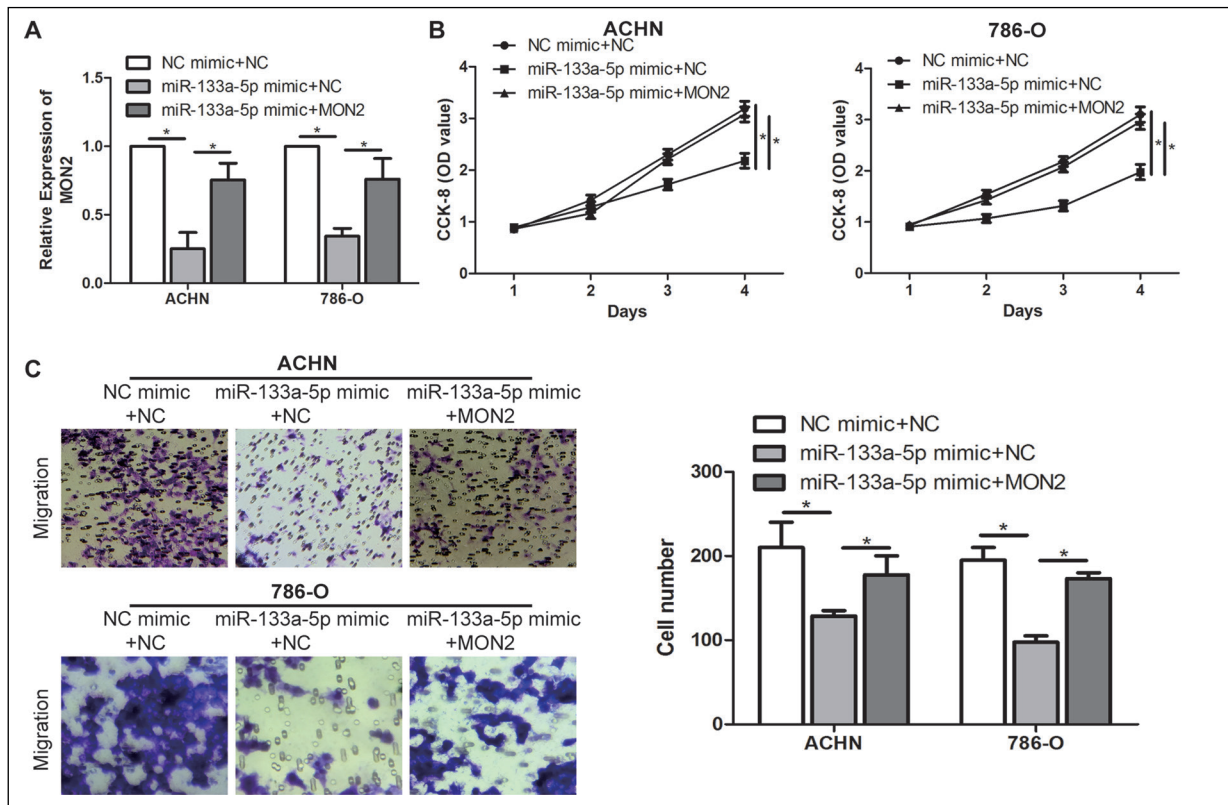 A
NC mimic+NC
miR-133a-5p mimic+NC
miR-133a-5p mimic+MON2
Relative Expression of
MON2
1.5
1.0
0.5
0.0
*
*
*
*
ACHN
786-O
B
ACHN
NC mimic+NC
miR-133a-5p mimic+NC
miR-133a-5p mimic+MON2
CCK-8 (OD value)
4
3
2
1
0
*
*
1
2
3
4
Days
786-O
NC mimic+NC
miR-133a-5p mimic+NC
miR-133a-5p mimic+MON2
CCK-8 (OD value)
4
3
2
1
0
*
*
1
2
3
4
Days
C
ACHN
NC mimic
+NC
miR-133a-5p mimic
+NC
miR-133a-5p mimic
+MON2
Migration
786-O
NC mimic
+NC
miR-133a-5p mimic
+NC
miR-133a-5p mimic
+MON2
Migration
NC mimic+NC
miR-133a-5p mimic+NC
miR-133a-5p mimic+MON2
Cell number
300
200
100
0
*
*
*
*
ACHN
786-O